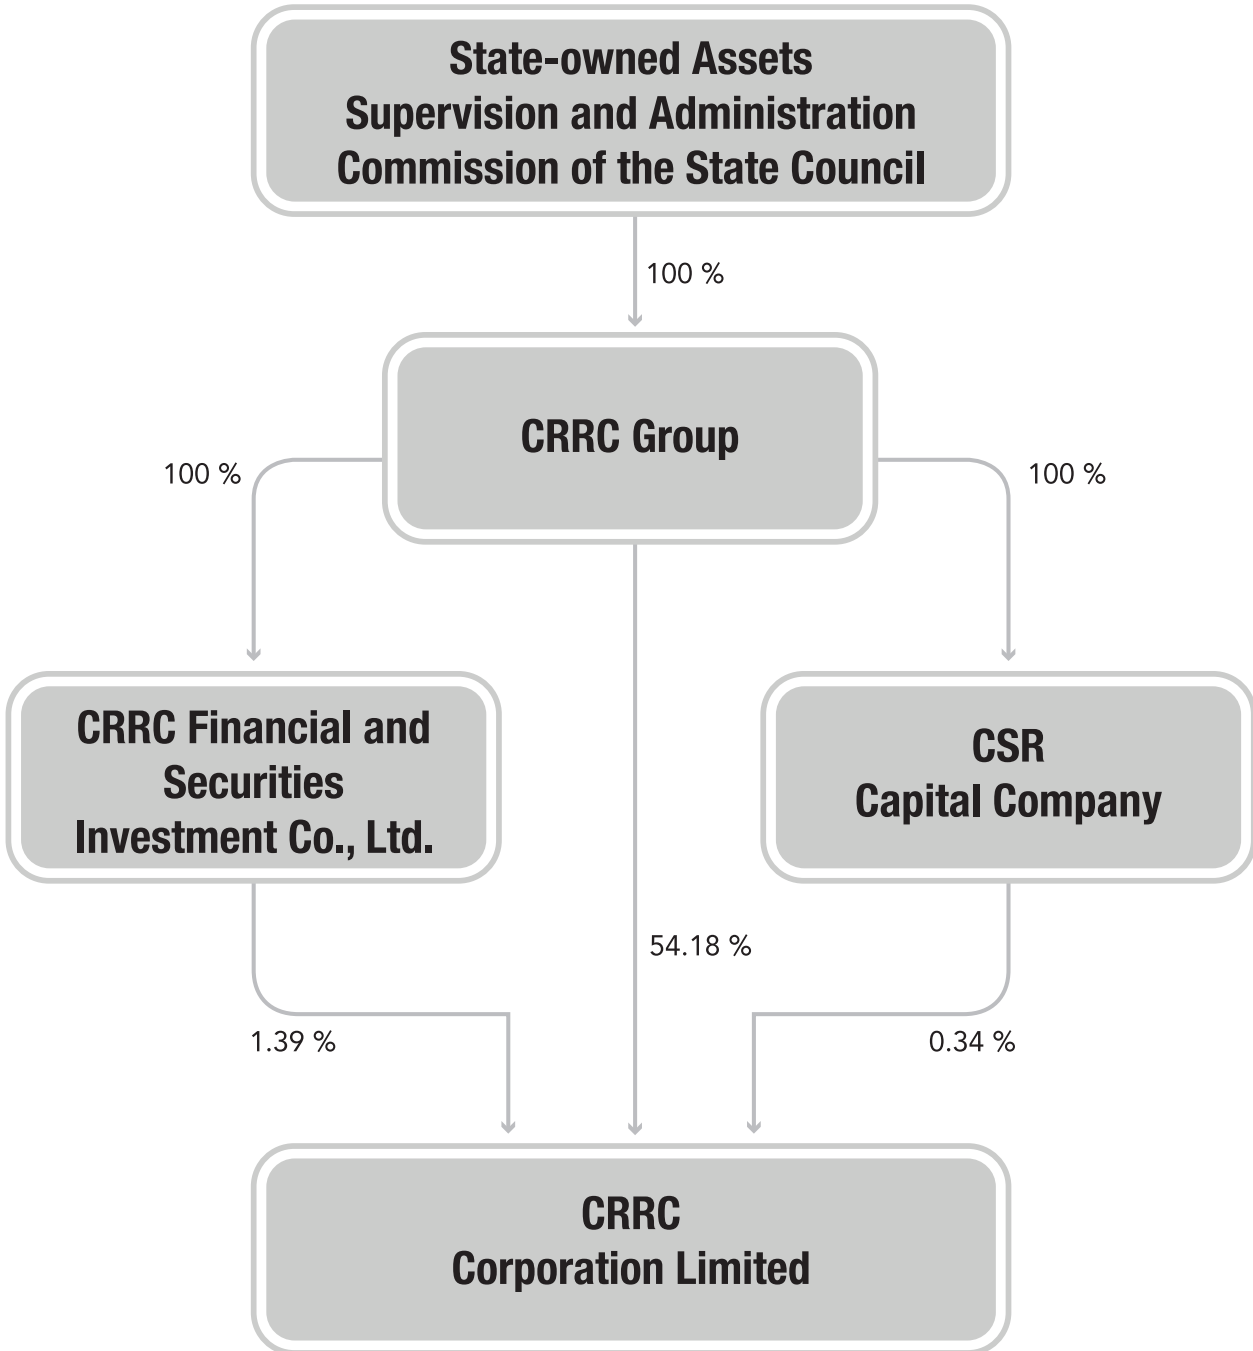 State-owned Assets
Supervision and Administration
Commission of the State Council
100 %
CRRC Group
100 %
100 %
CRRC Financial and
Securities
Investment Co., Ltd.
CSR
Capital Company
54.18 %
1.39 %
0.34 %
CRRC
Corporation Limited